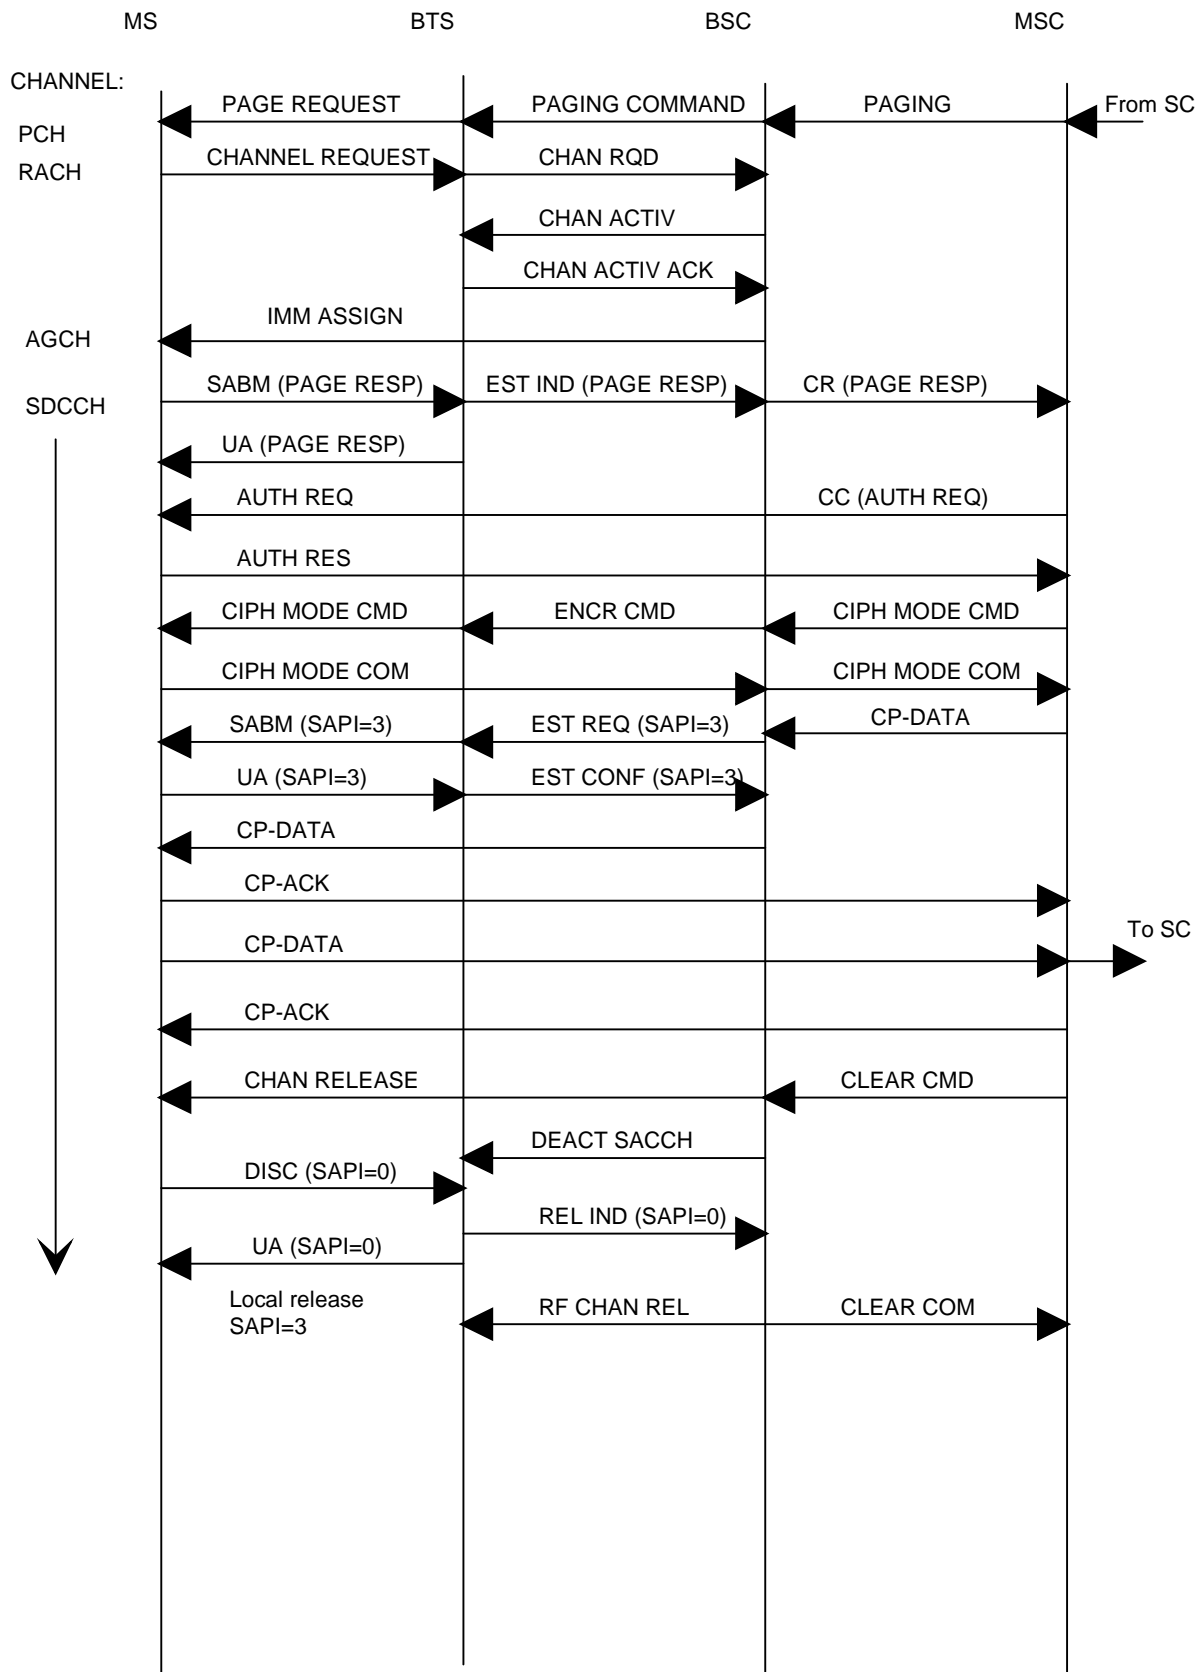 MS BTS BSC MSC
CHANNEL:
PAGE REQUEST PAGING COMMAND PAGING From SC
PCH
CHANNEL REQUEST CHAN RQD
RACH
CHAN ACTIV
CHAN ACTIV ACK
IMM ASSIGN
AGCH
SABM (PAGE RESP) EST IND (PAGE RESP) CR (PAGE RESP)
SDCCH
UA (PAGE RESP)
AUTH REQ CC (AUTH REQ)
AUTH RES
CIPH MODE CMD ENCR CMD CIPH MODE CMD
CIPH MODE COM CIPH MODE COM
SABM (SAPI=3) EST REQ (SAPI=3) CP-DATA
UA (SAPI=3) EST CONF (SAPI=3)
CP-DATA
CP-ACK
CP-DATA To SC
CP-ACK
CHAN RELEASE CLEAR CMD
DEACT SACCH
DISC (SAPI=0)
REL IND (SAPI=0)
UA (SAPI=0)
Local release RF CHAN REL CLEAR COM
SAPI=3